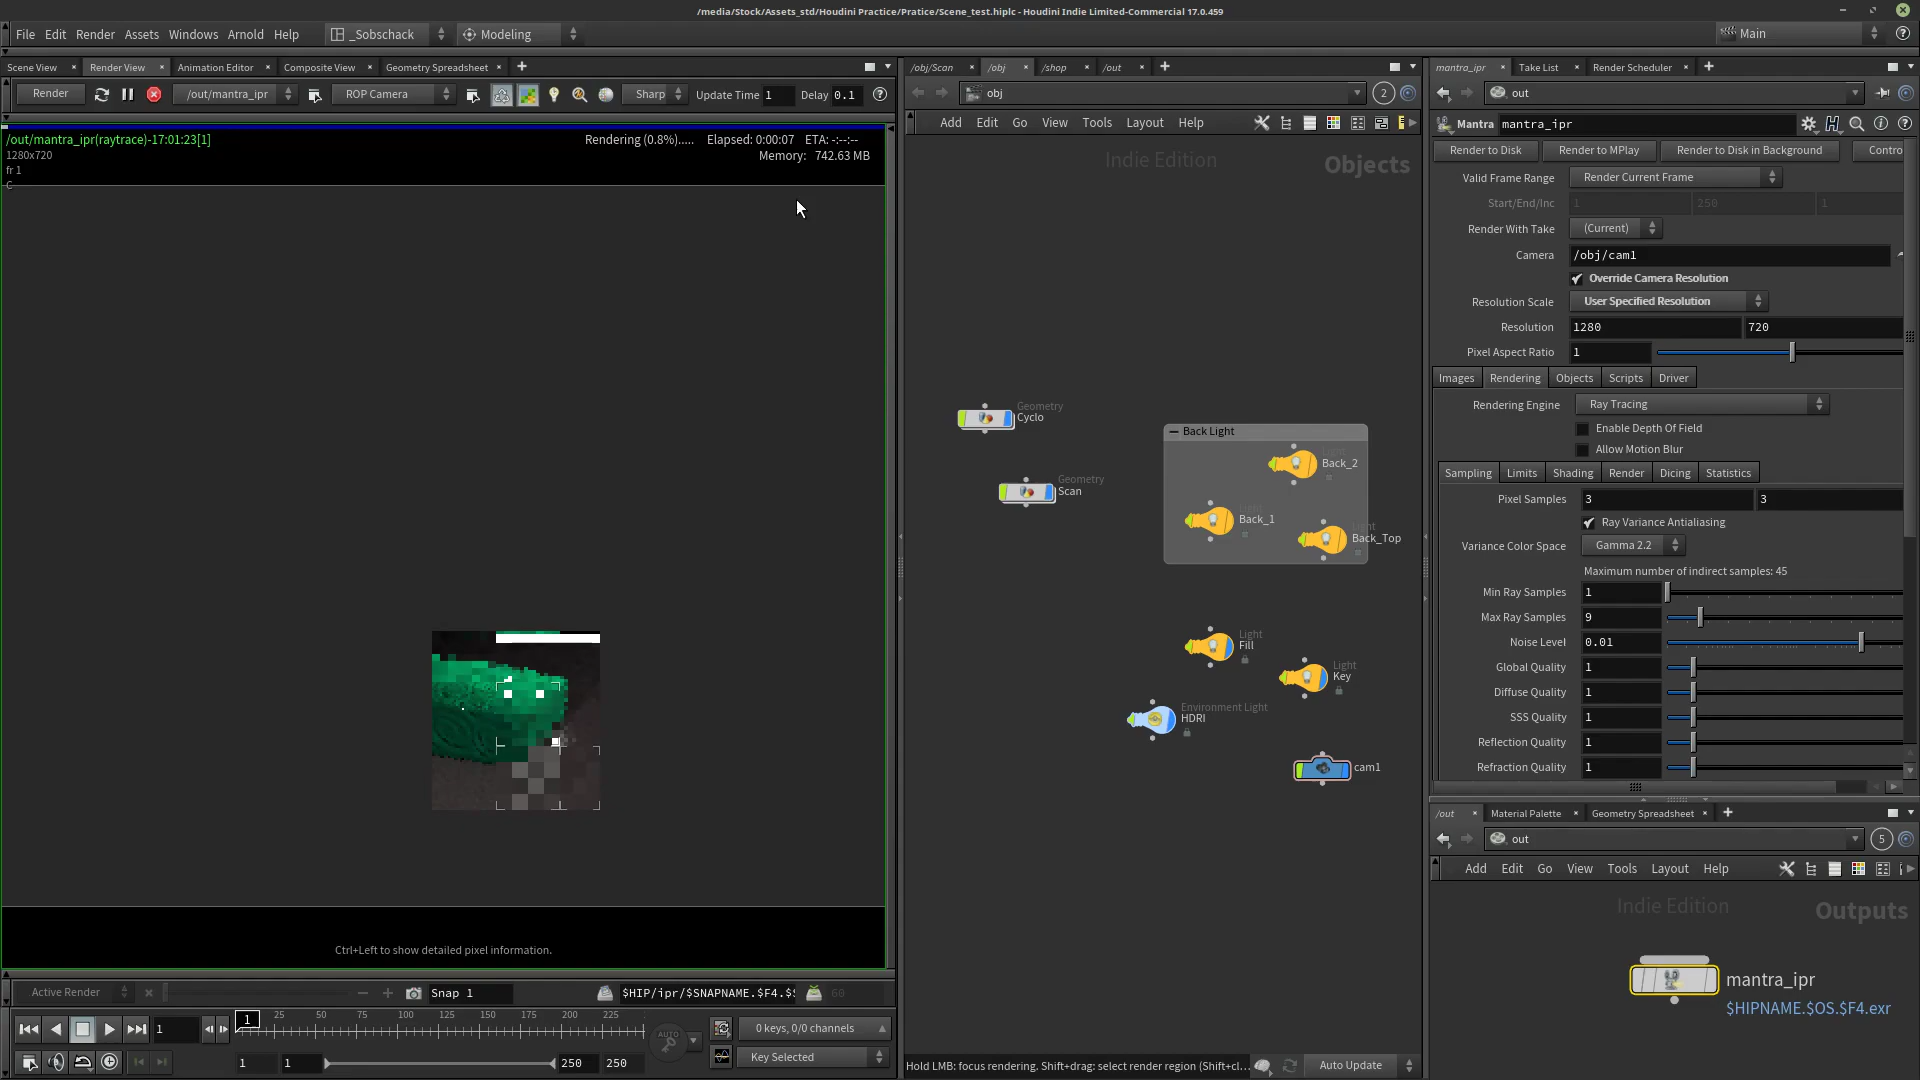 /media/Stock/Assets_std/Houdini Practice/Pratice/Scene_test.hiplc - Houdini Indie Limited-Commercial 17.0.459
File Edit Render Assets Windows Arnold Help _Sobschack Modeling Main
Scene View Render View Animation Editor Composite View Geometry Spreadsheet
Render /out/mantra_ipr ROP Camera Sharp Update Time 1 Delay 0.1
/out/mantra_ipr(raytrace)-17:01:23[1] Rendering (0.8%)..... Elapsed: 0:00:07 ETA: -:--:--
1280x720 Memory: 742.63 MB
fr 1
C
Ctrl+Left to show detailed pixel information.
Active Render Snap 1 $HIP/ipr/$SNAPNAME.$F4.$ 60
1 1 25 50 75 100 125 150 175 200 225 AUTO 0 keys, 0/0 channels
1 1 250 250 Key Selected
/obj/Scan /obj /shop /out
obj 2
Add Edit Go View Tools Layout Help
Indie Edition Objects
Geometry
Cyclo
Geometry
Scan
Back Light
Back_2
Light
Back_1
Light
Back_Top
Light
Fill
Light
Key
Environment Light
HDRI
cam1
Hold LMB: focus rendering. Shift+drag: select render region (Shift+cl... Auto Update
mantra_ipr Take List Render Scheduler
out
Mantra mantra_ipr
Render to Disk Render to MPlay Render to Disk in Background Contro
Valid Frame Range Render Current Frame
Start/End/Inc 1 250 1
Render With Take (Current)
Camera /obj/cam1
Override Camera Resolution
Resolution Scale User Specified Resolution
Resolution 1280 720
Pixel Aspect Ratio 1
Images Rendering Objects Scripts Driver
Rendering Engine Ray Tracing
Enable Depth Of Field
Allow Motion Blur
Sampling Limits Shading Render Dicing Statistics
Pixel Samples 3 3
Ray Variance Antialiasing
Variance Color Space Gamma 2.2
Maximum number of indirect samples: 45
Min Ray Samples 1
Max Ray Samples 9
Noise Level 0.01
Global Quality 1
Diffuse Quality 1
SSS Quality 1
Reflection Quality 1
Refraction Quality 1
/out Material Palette Geometry Spreadsheet
out 5
Add Edit Go View Tools Layout Help
Indie Edition Outputs
mantra_ipr
$HIPNAME.$OS.$F4.exr